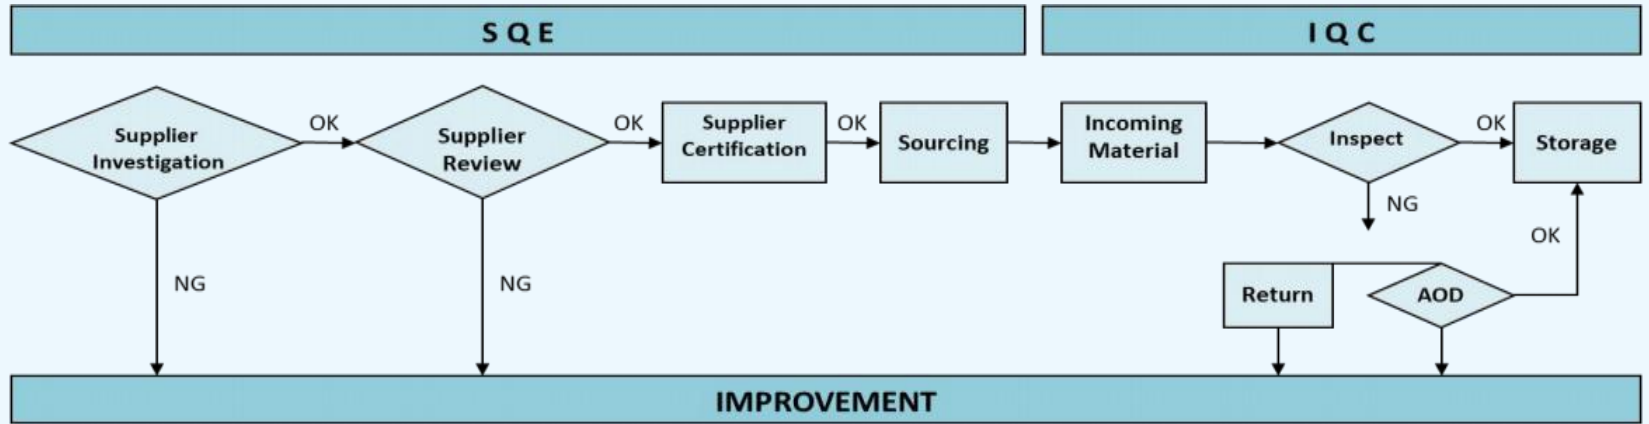 S Q E
I Q C
Supplier
Investigation
OK
Supplier
Review
OK
Supplier
Certification
OK
Sourcing
Incoming
Material
Inspect
OK
Storage
NG
OK
NG
NG
Return
AOD
IMPROVEMENT